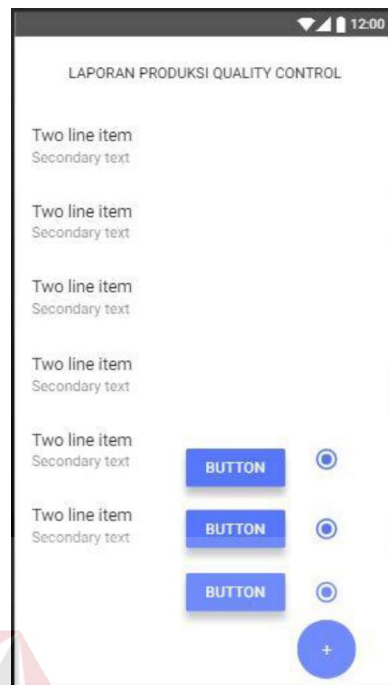 12:00
LAPORAN PRODUKSI QUALITY CONTROL
Two line item
Secondary text
Two line item
Secondary text
Two line item
Secondary text
Two line item
Secondary text
Two line item
Secondary text
BUTTON
Two line item
Secondary text
BUTTON
BUTTON
+